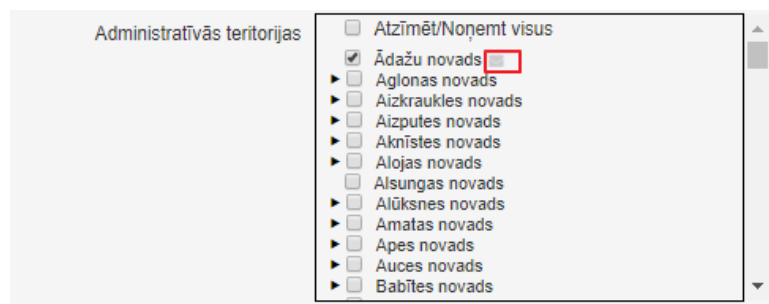 Administratīvās teritorijas
Atzīmēt/Noņemt visus
Ādažu novads
Aglonas novads
Aizkraukles novads
Aizputes novads
Aknīstes novads
Alojas novads
Alsungas novads
Alūksnes novads
Amatas novads
Apes novads
Auces novads
Babītes novads